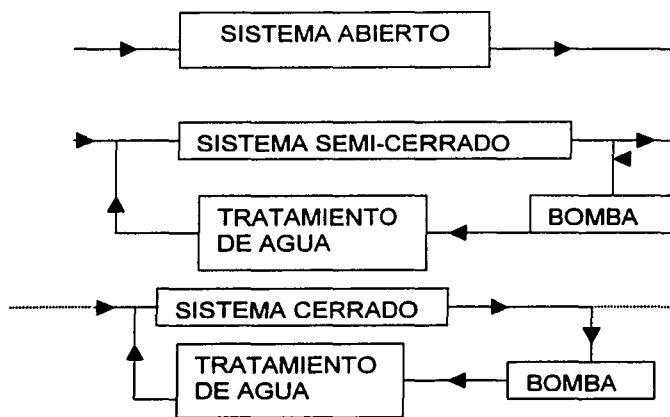 SISTEMA ABIERTO
SISTEMA SEMI-CERRADO
TRATAMIENTO
DE AGUA
BOMBA
SISTEMA CERRADO
TRATAMIENTO
DE AGUA
BOMBA